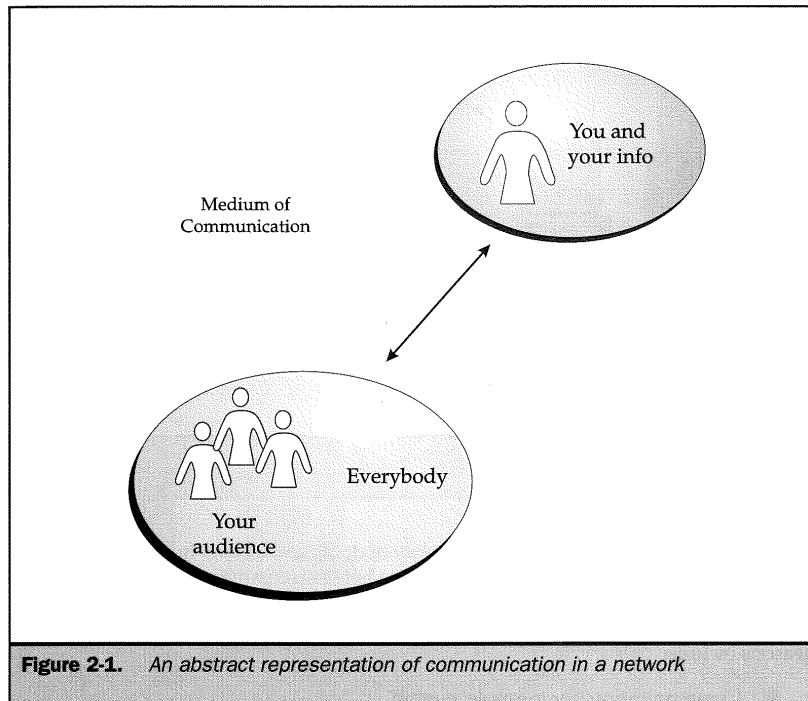 You and
your info
Medium of
Communication
Everybody
Your
audience
Figure 2-1. An abstract representation of communication in a network